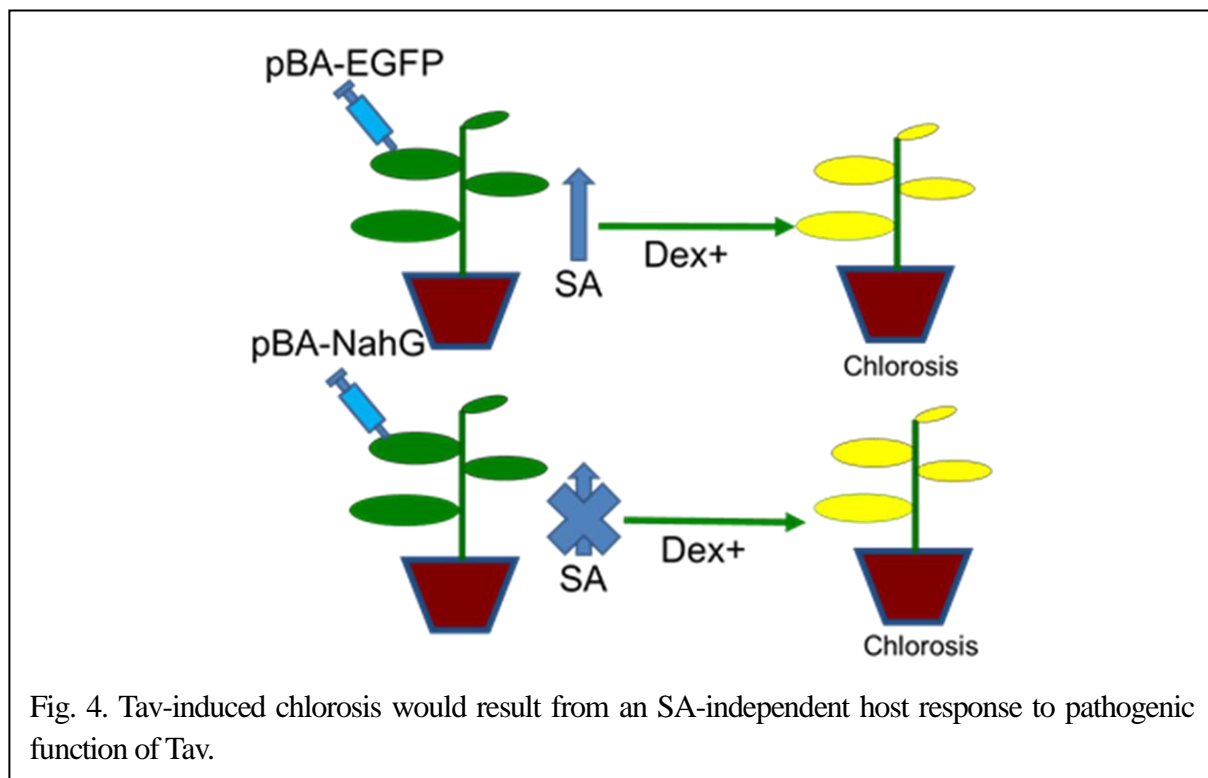 pBA-EGFP
SA
Dex+
Chlorosis
pBA-NahG
SA
Dex+
Chlorosis
Fig. 4. Tav-induced chlorosis would result from an SA-independent host response to pathogenic
function of Tav.